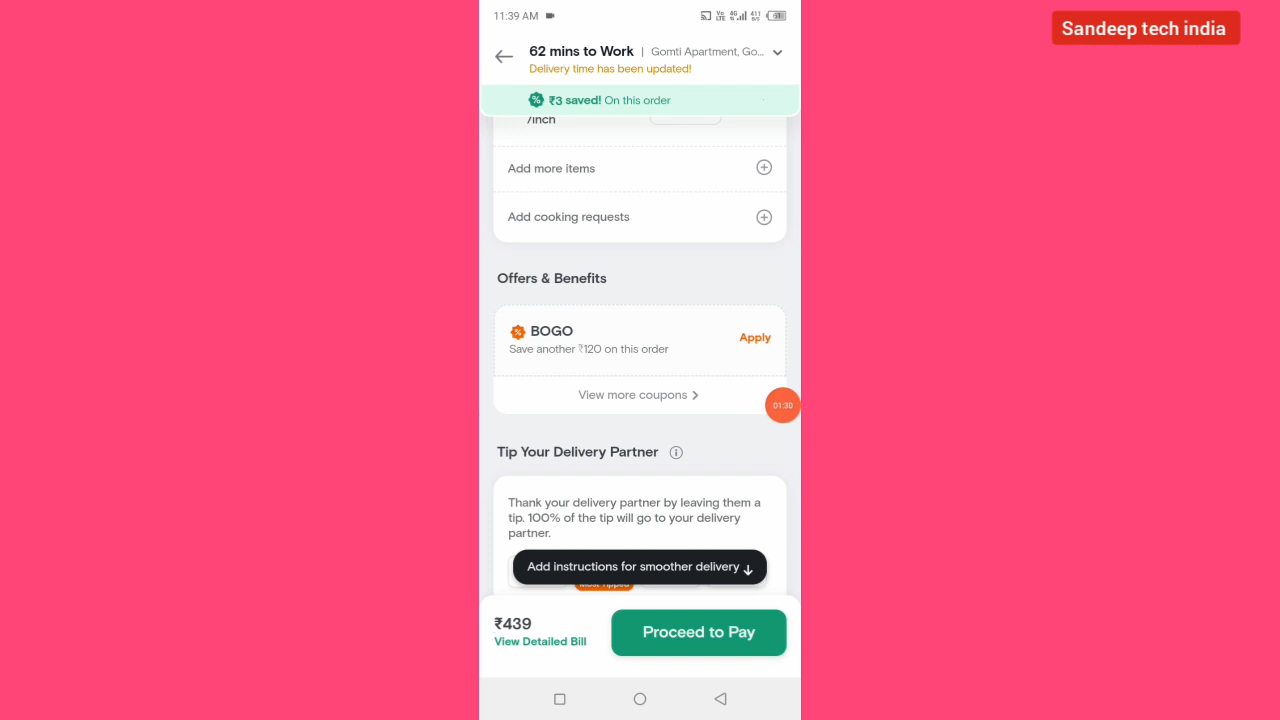 Sandeep tech india
11:39 AM
62 mins to Work | Gomti Apartment, Go...
Delivery time has been updated!
₹3 saved! On this order
/inch
Add more items
Add cooking requests
Offers & Benefits
BOGO
Save another ₹120 on this order
Apply
View more coupons
01:30
Tip Your Delivery Partner
Thank your delivery partner by leaving them a
tip. 100% of the tip will go to your delivery
partner.
Add instructions for smoother delivery
Most Tipped
₹439
View Detailed Bill
Proceed to Pay